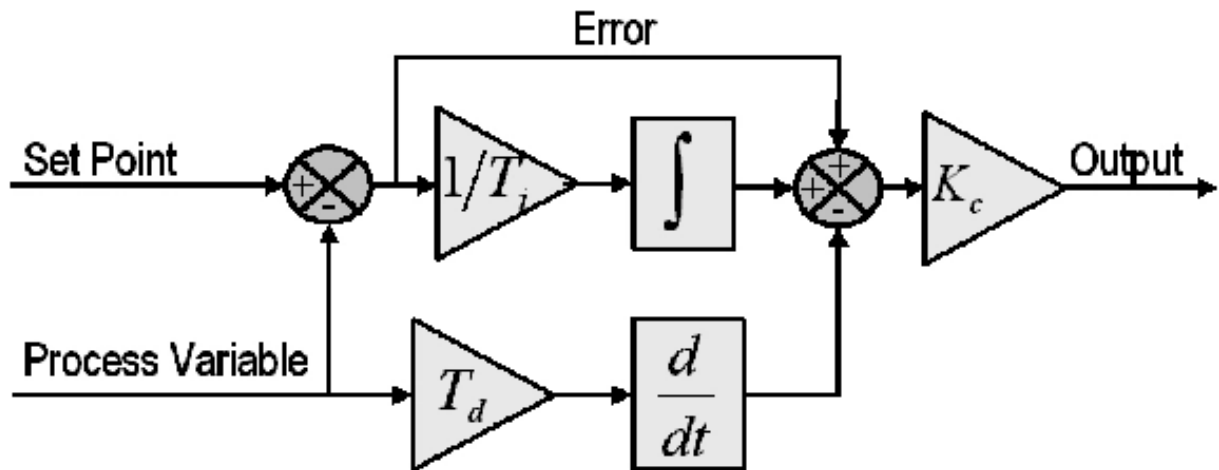 Error
Set Point
+
-
1/T_i
∫
+
+
-
K_c
Output
Process Variable
T_d
d
dt